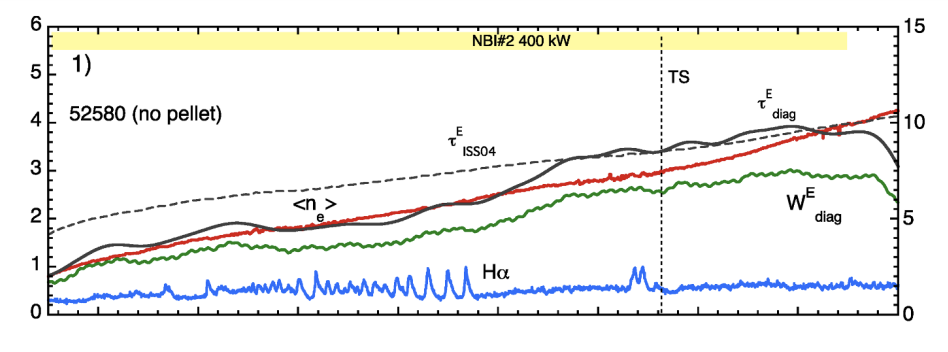 NBI#2 400 kW
1)
52580 (no pellet)
TS
τ^E_ISS04
τ^E_diag
<n_e>
W^E_diag
Hα
6
5
4
3
2
1
0
15
10
5
0